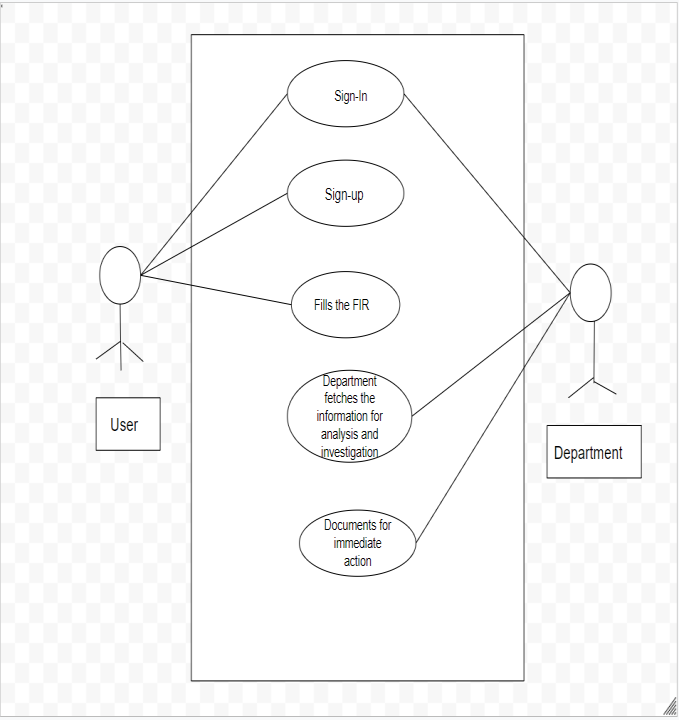 Sign-In
Sign-up
Fills the FIR
Department
fetches the
information for
analysis and
investigation
Documents for
immediate
action
User
Department